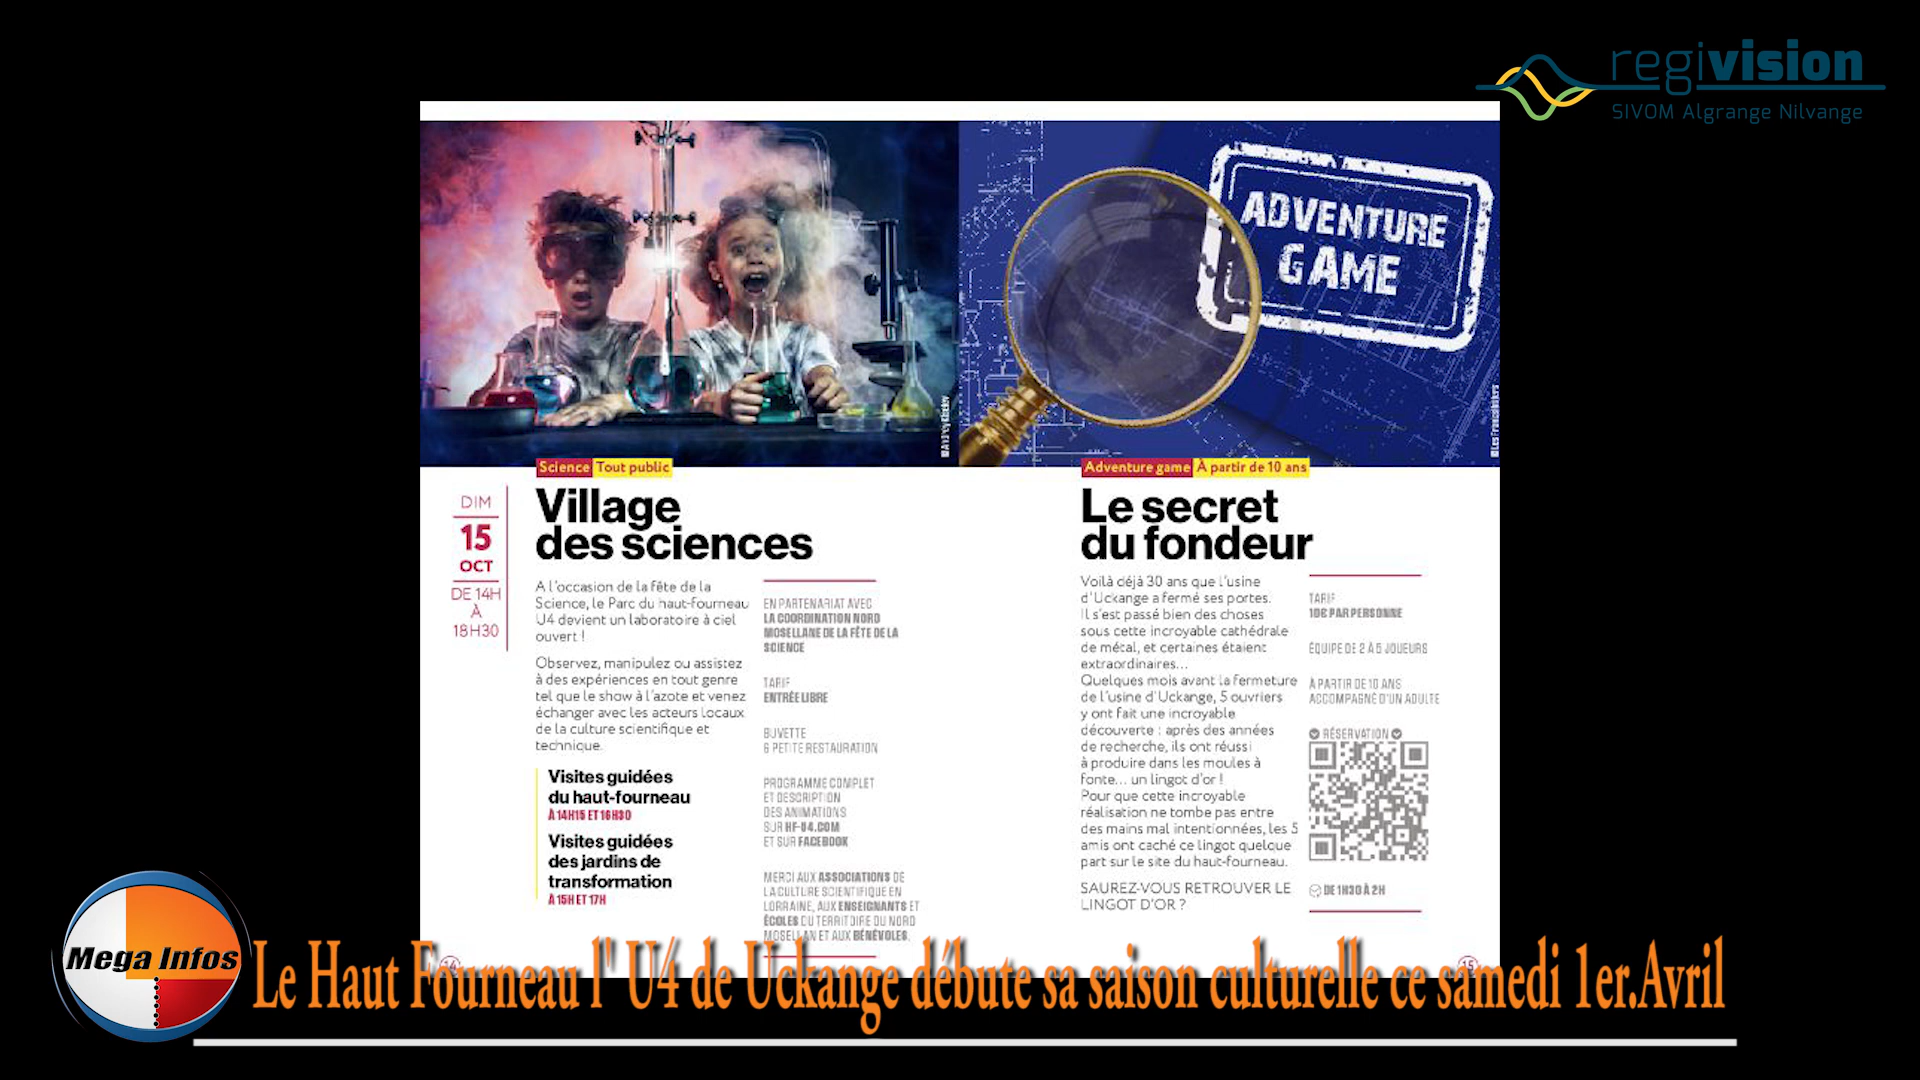 regivision
SIVOM Algrange Nilvange
ADVENTURE
GAME
Science Tout public
Village
des sciences
DIM
15
OCT
DE 14H
À
18H30
A l'occasion de la fête de la
Science, le Parc du haut-fourneau
U4 devient un laboratoire à ciel
ouvert !
Observez, manipulez ou assistez
à des expériences en tout genre
tel que le show à l'azote et venez
échanger avec les acteurs locaux
de la culture scientifique et
technique.
Visites guidées
du haut-fourneau
À 14H15 ET 16H30
Visites guidées
des jardins de
transformation
À 15H ET 17H
EN PARTENARIAT AVEC
LA COORDINATION NORD
MOSELLANE DE LA FÊTE DE LA
SCIENCE
TARIF
ENTRÉE LIBRE
BUVETTE
& PETITE RESTAURATION
PROGRAMME COMPLET
ET DESCRIPTION
DES ANIMATIONS
SUR HF-U4.COM
ET SUR FACEBOOK
MERCI AUX ASSOCIATIONS DE
LA CULTURE SCIENTIFIQUE EN
LORRAINE, AUX ENSEIGNANTS ET
ÉCOLES DU TERRITOIRE DU NORD
MOSELLAN ET AUX BÉNÉVOLES.
Adventure game À partir de 10 ans
Le secret
du fondeur
Voilà déjà 30 ans que l'usine
d'Uckange a fermé ses portes.
Il s'est passé bien des choses
sous cette incroyable cathédrale
de métal, et certaines étaient
extraordinaires...
Quelques mois avant la fermeture
de l'usine d'Uckange, 5 ouvriers
y ont fait une incroyable
découverte : après des années
de recherche, ils ont réussi
à produire dans les moules à
fonte... un lingot d'or !
Pour que cette incroyable
réalisation ne tombe pas entre
des mains mal intentionnées, les 5
amis ont caché ce lingot quelque
part sur le site du haut-fourneau.
SAUREZ-VOUS RETROUVER LE
LINGOT D'OR ?
TARIF
10€ PAR PERSONNE
ÉQUIPE DE 2 À 5 JOUEURS
À PARTIR DE 10 ANS
ACCOMPAGNÉ D'UN ADULTE
RÉSERVATION
DE 1H30 À 2H
Mega Infos
Le Haut Fourneau l' U4 de Uckange débute sa saison culturelle ce samedi 1er.Avril